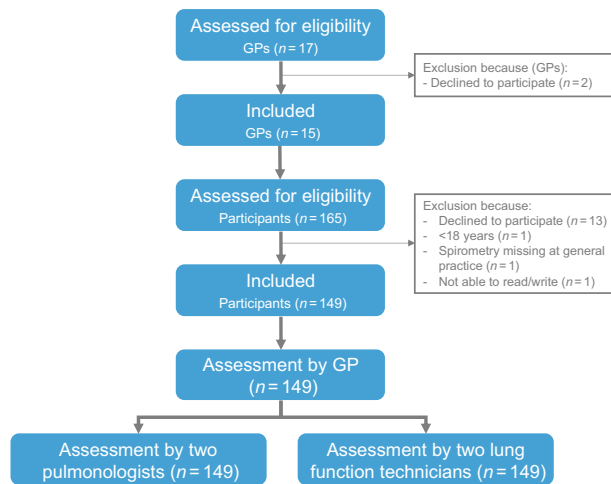 Assessed for eligibility
GPs (n=17)
Exclusion because (GPs):
- Declined to participate (n=2)
Included
GPs (n=15)
Assessed for eligibility
Participants (n=165)
Exclusion because:
- Declined to participate (n=13)
- <18 years (n=1)
- Spirometry missing at general
practice (n=1)
- Not able to read/write (n=1)
Included
Participants (n=149)
Assessment by GP
(n=149)
Assessment by two
pulmonologists (n=149)
Assessment by two lung
function technicians (n=149)